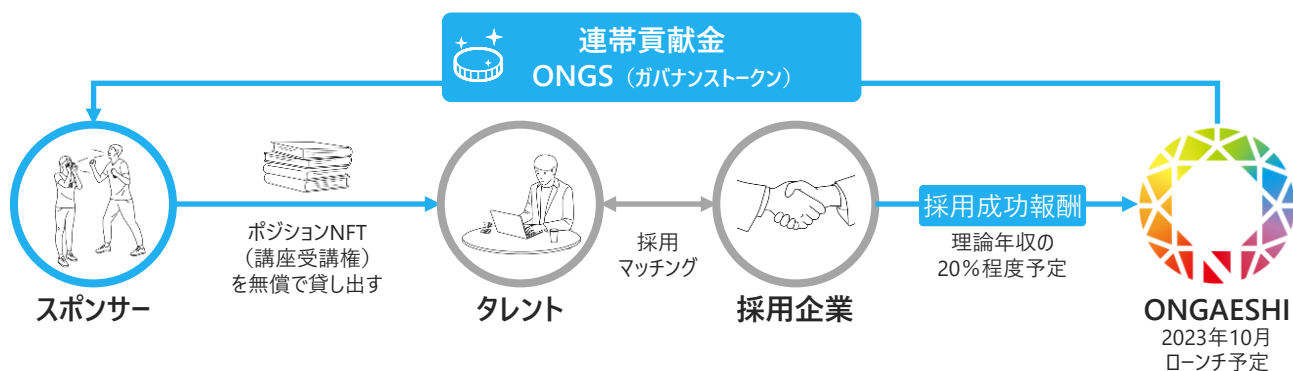 連帯貢献金
ONGS（ガバナンストークン）
ポジションNFT
（講座受講権）
を無償で貸し出す
採用
マッチング
採用成功報酬
理論年収の
20%程度予定
スポンサー
タレント
採用企業
ONGAESHI
2023年10月
ローンチ予定